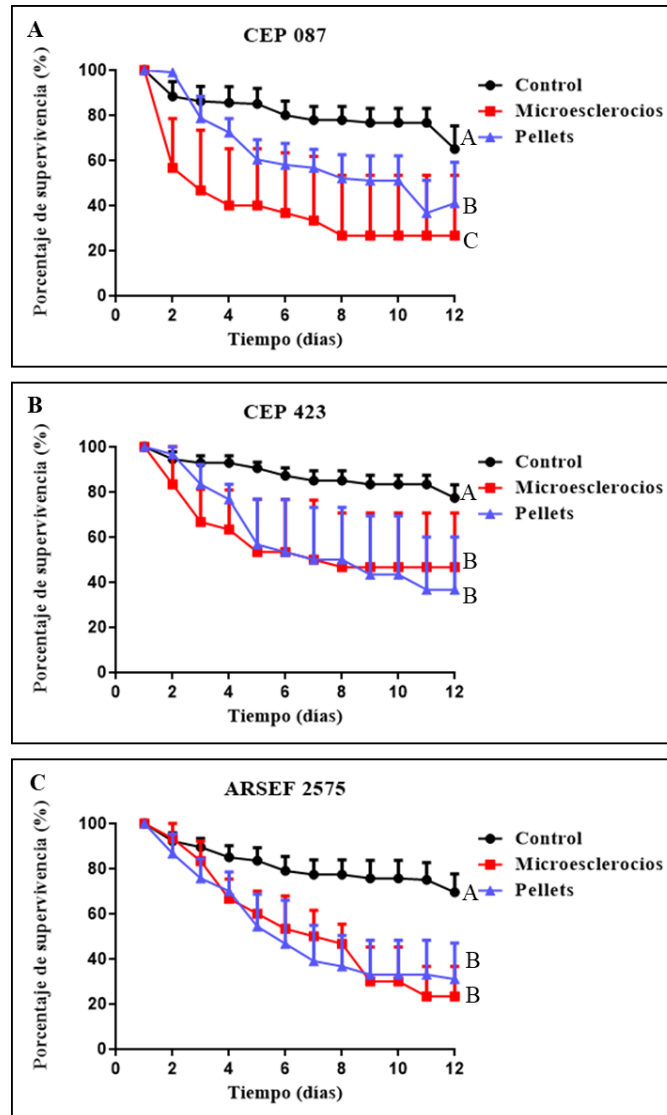 A
CEP 087
Porcentaje de supervivencia (%)
100
80
60
40
20
0
0 2 4 6 8 10 12
Tiempo (días)
Control
Microesclerocios
Pellets
A
B
C
B
CEP 423
Porcentaje de supervivencia (%)
100
80
60
40
20
0
0 2 4 6 8 10 12
Tiempo (días)
Control
Microesclerocios
Pellets
A
B
B
C
ARSEF 2575
Porcentaje de supervivencia (%)
100
80
60
40
20
0
0 2 4 6 8 10 12
Tiempo (días)
Control
Microesclerocios
Pellets
A
B
B